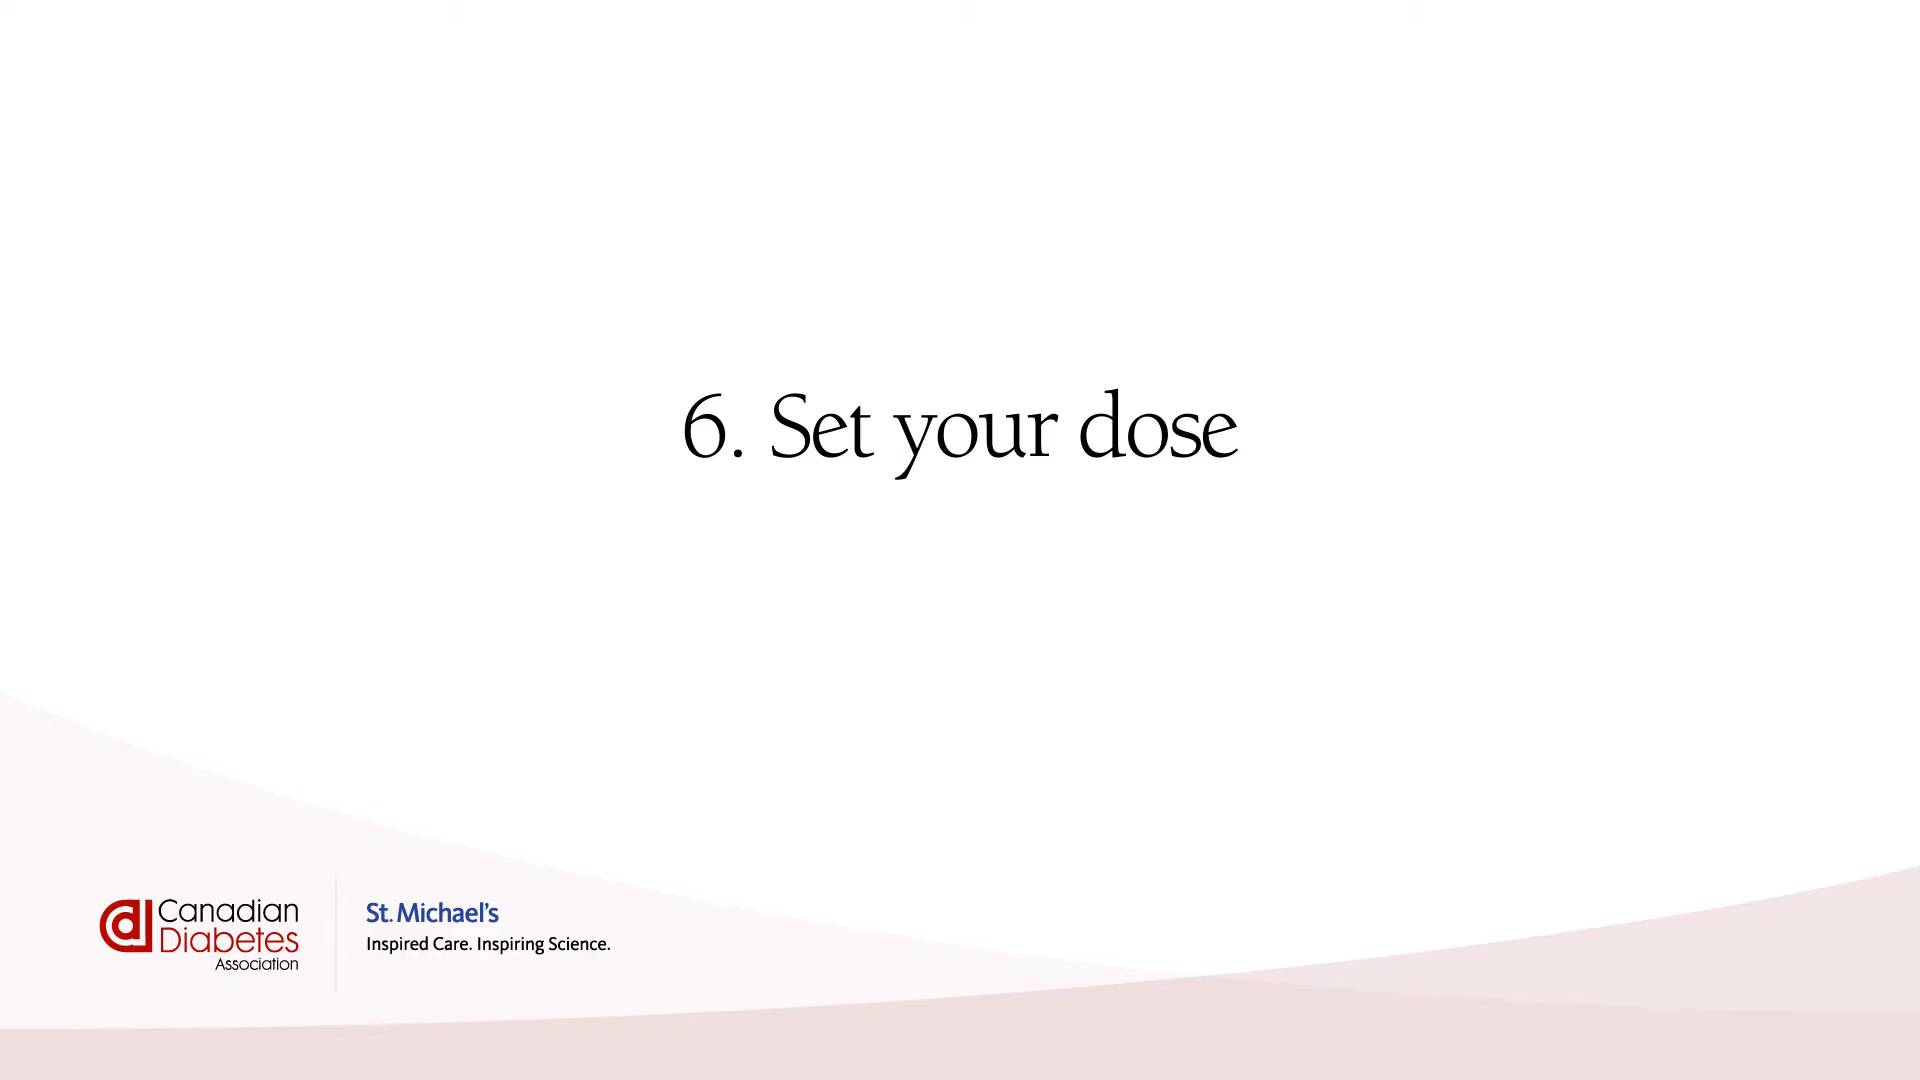 6. Set your dose
Canadian
Diabetes
Association
St. Michael's
Inspired Care. Inspiring Science.